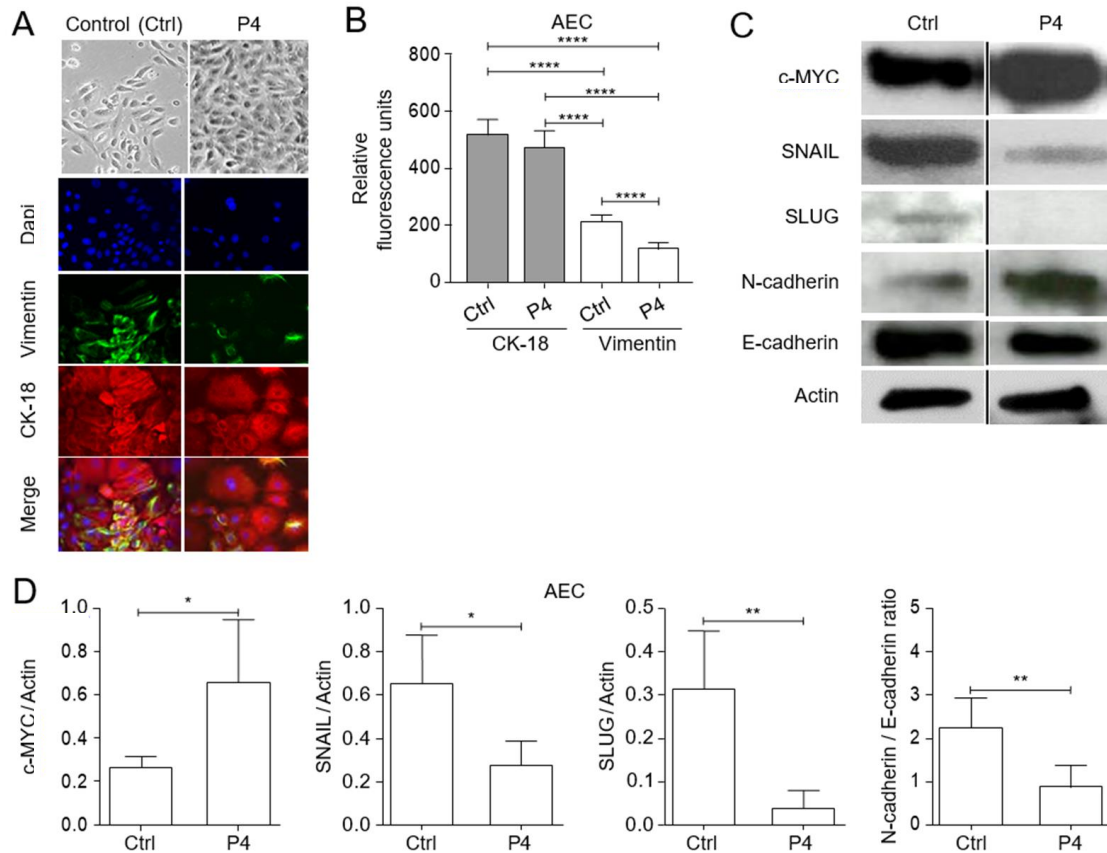 A
Control (Ctrl) P4
Dapi
Vimentin
CK-18
Merge
B
AEC
****
****
****
****
****
Relative
fluorescence units
800
600
400
200
0
Ctrl P4 Ctrl P4
CK-18 Vimentin
C
Ctrl P4
c-MYC
SNAIL
SLUG
N-cadherin
E-cadherin
Actin
D
AEC
c-MYC/Actin
1.0
0.8
0.6
0.4
0.2
0.0
*
Ctrl P4
SNAIL/Actin
1.0
0.8
0.6
0.4
0.2
0.0
*
Ctrl P4
SLUG/Actin
0.5
0.4
0.3
0.2
0.1
0.0
**
Ctrl P4
N-cadherin / E-cadherin ratio
5
4
3
2
1
0
**
Ctrl P4